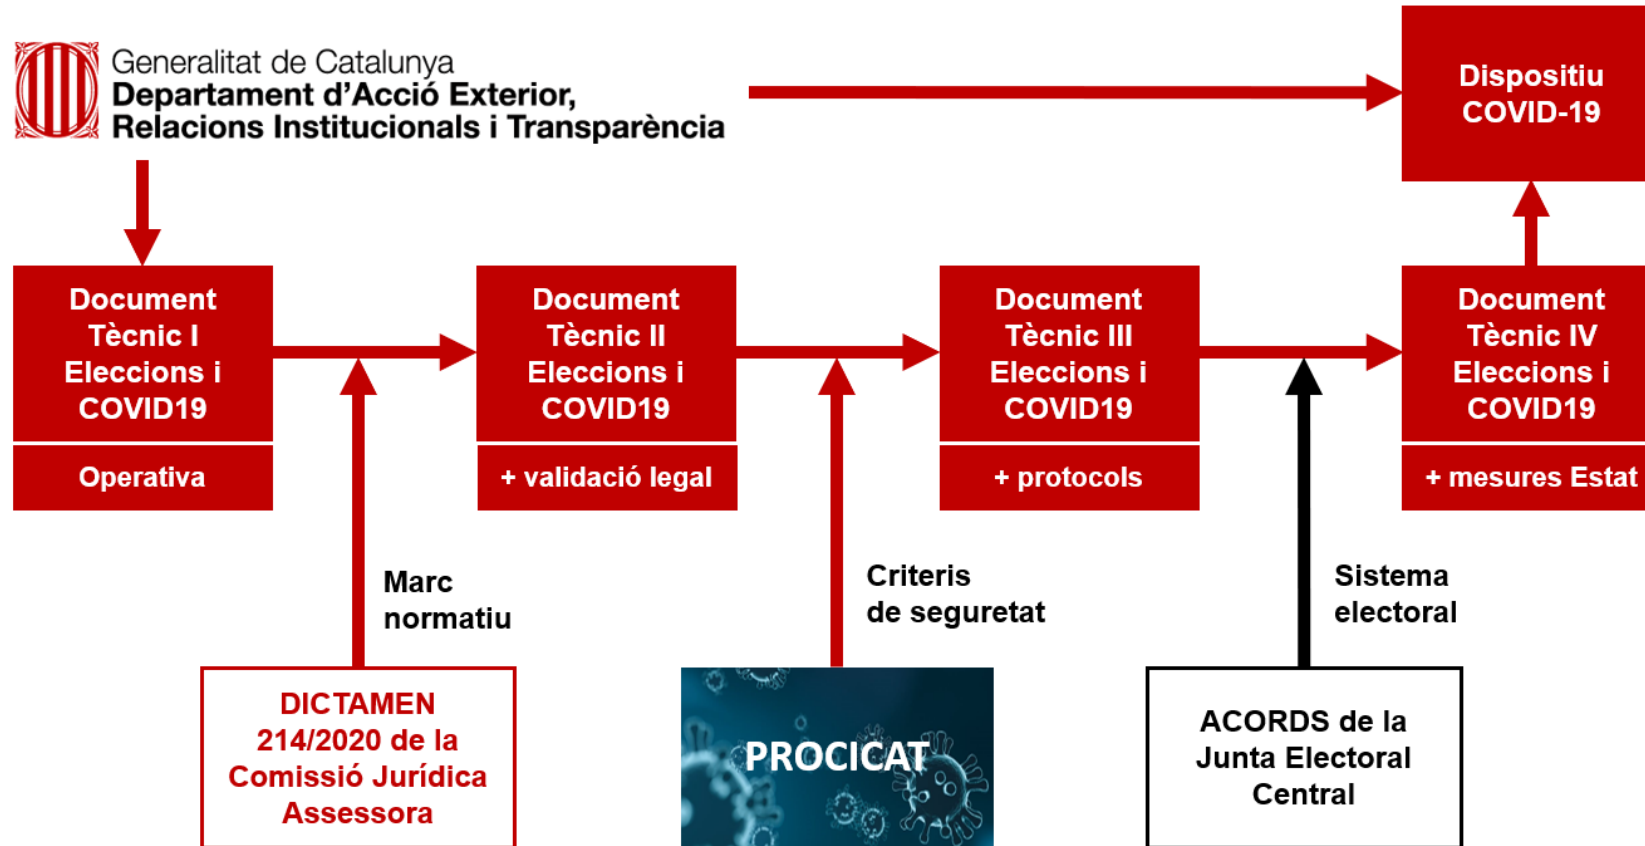 Generalitat de Catalunya
Departament d'Acció Exterior,
Relacions Institucionals i Transparència
Dispositiu
COVID-19
Document
Tècnic I
Eleccions i
COVID19
Operativa
Document
Tècnic II
Eleccions i
COVID19
+ validació legal
Document
Tècnic III
Eleccions i
COVID19
+ protocols
Document
Tècnic IV
Eleccions i
COVID19
+ mesures Estat
Marc
normatiu
Criteris
de seguretat
Sistema
electoral
DICTAMEN
214/2020 de la
Comissió Jurídica
Assessora
PROCICAT
ACORDS de la
Junta Electoral
Central